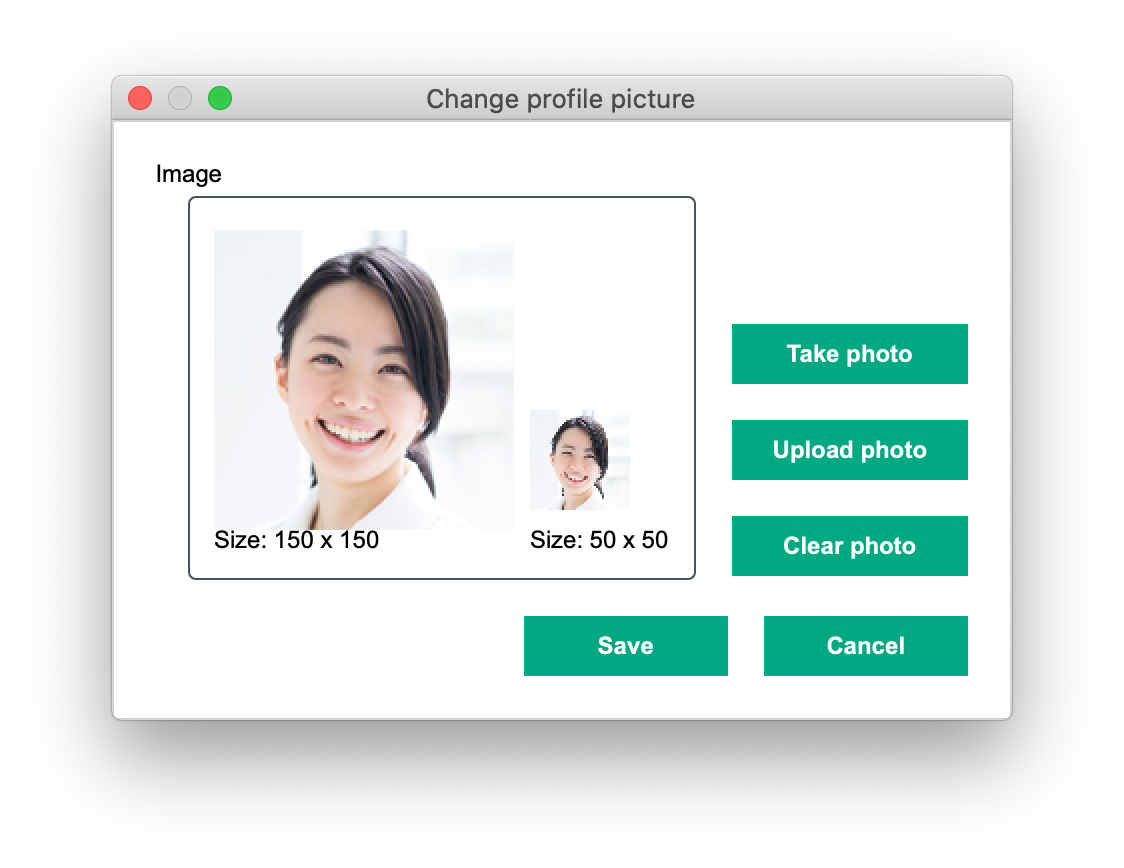 Change profile picture
Image
Size: 150 x 150
Size: 50 x 50
Take photo
Upload photo
Clear photo
Save
Cancel